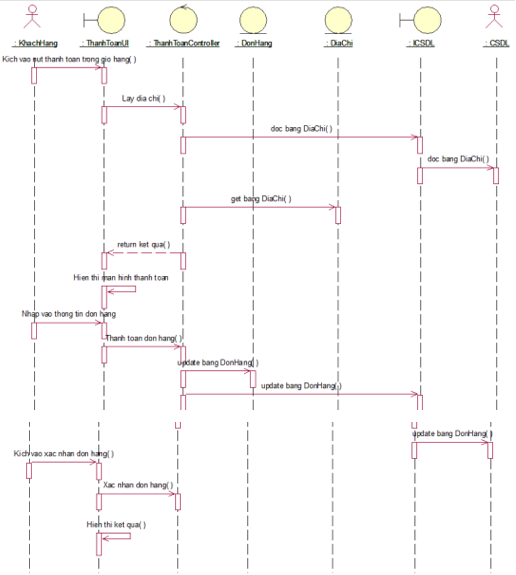 : KhachHang
: ThanhToanUI
: ThanhToanController
: DonHang
: DiaChi
: ICSDL
: CSDL
Kich vao nut thanh toan trong gio hang( )
Lay dia chi( )
doc bang DiaChi( )
doc bang DiaChi( )
get bang DiaChi( )
return ket qua( )
Hien thi man hinh thanh toan
Nhap vao thong tin don hang
Thanh toan don hang( )
update bang DonHang( )
update bang DonHang( )
update bang DonHang( )
Kich vao xac nhan don hang( )
Xac nhan don hang( )
Hien thi ket qua( )